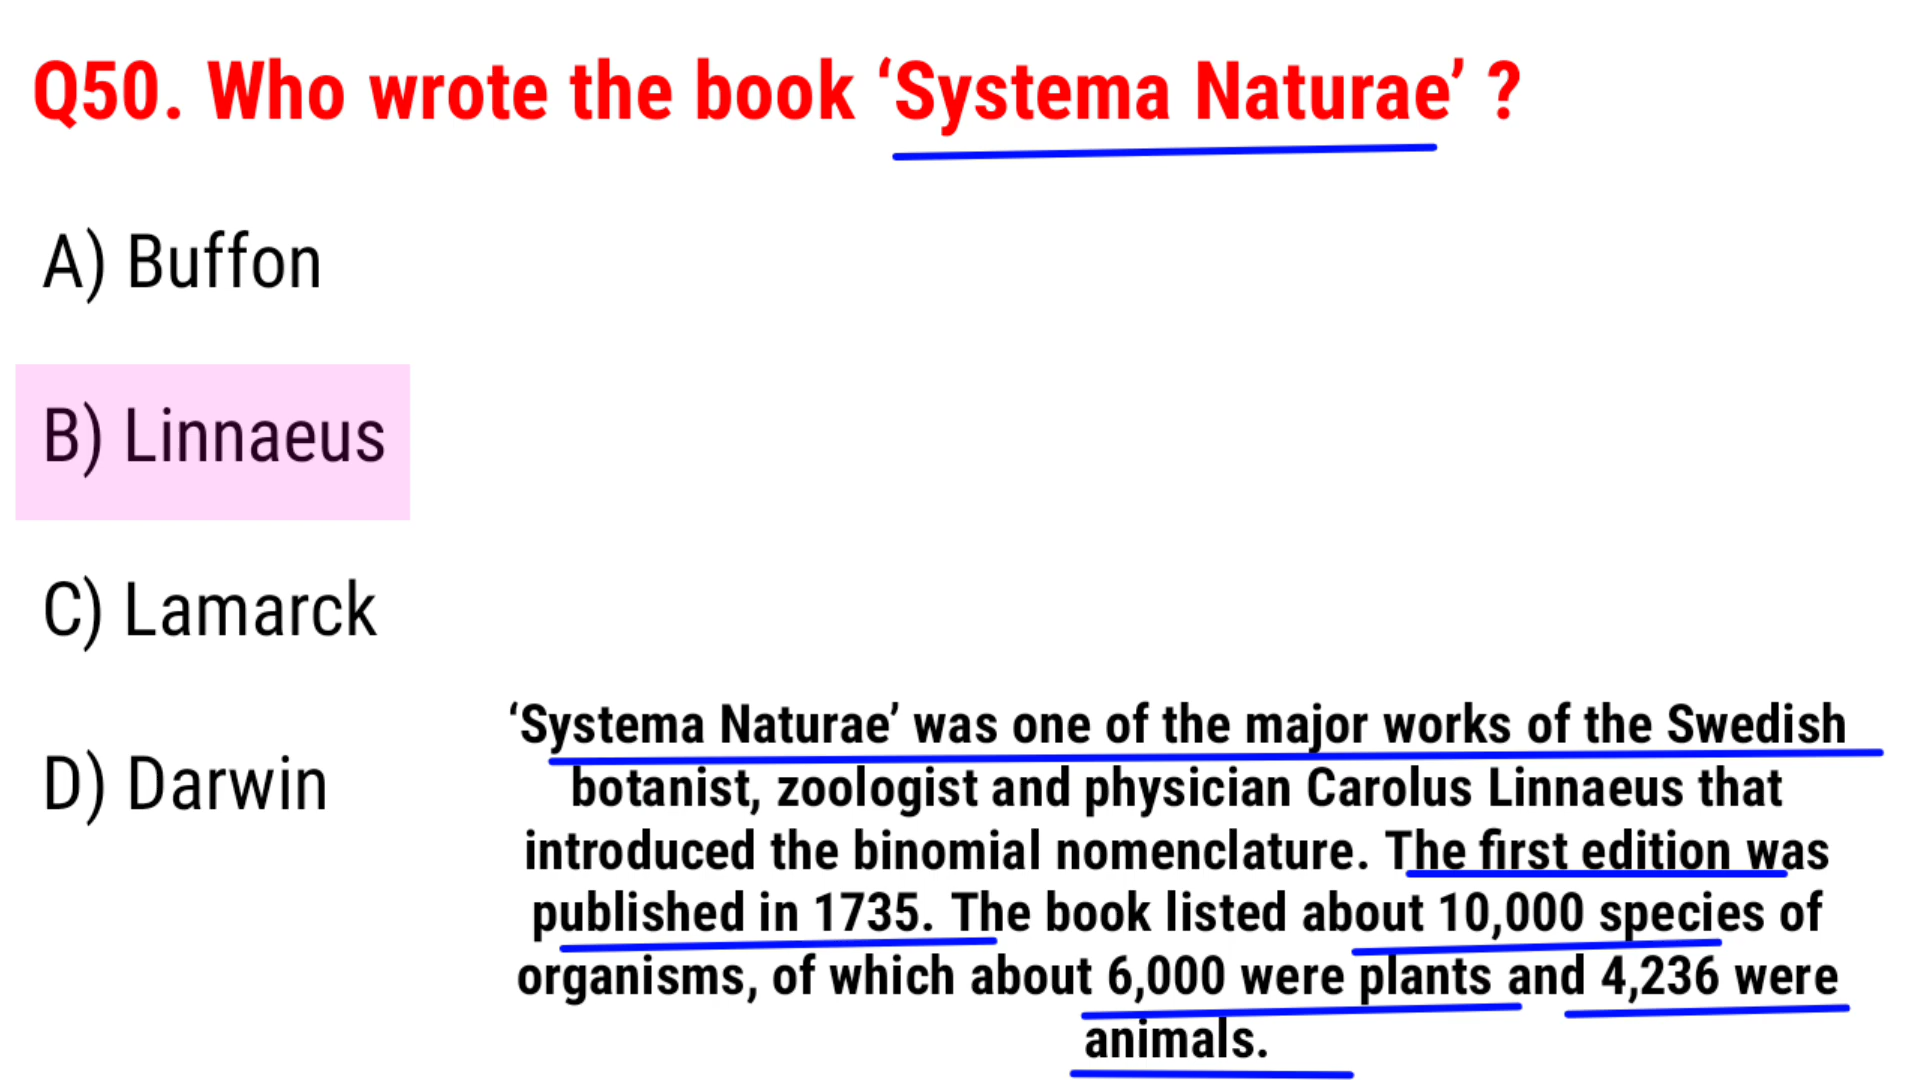 Q50. Who wrote the book ‘Systema Naturae’ ?
A) Buffon
B) Linnaeus
C) Lamarck
D) Darwin
‘Systema Naturae’ was one of the major works of the Swedish
botanist, zoologist and physician Carolus Linnaeus that
introduced the binomial nomenclature. The first edition was
published in 1735. The book listed about 10,000 species of
organisms, of which about 6,000 were plants and 4,236 were
animals.